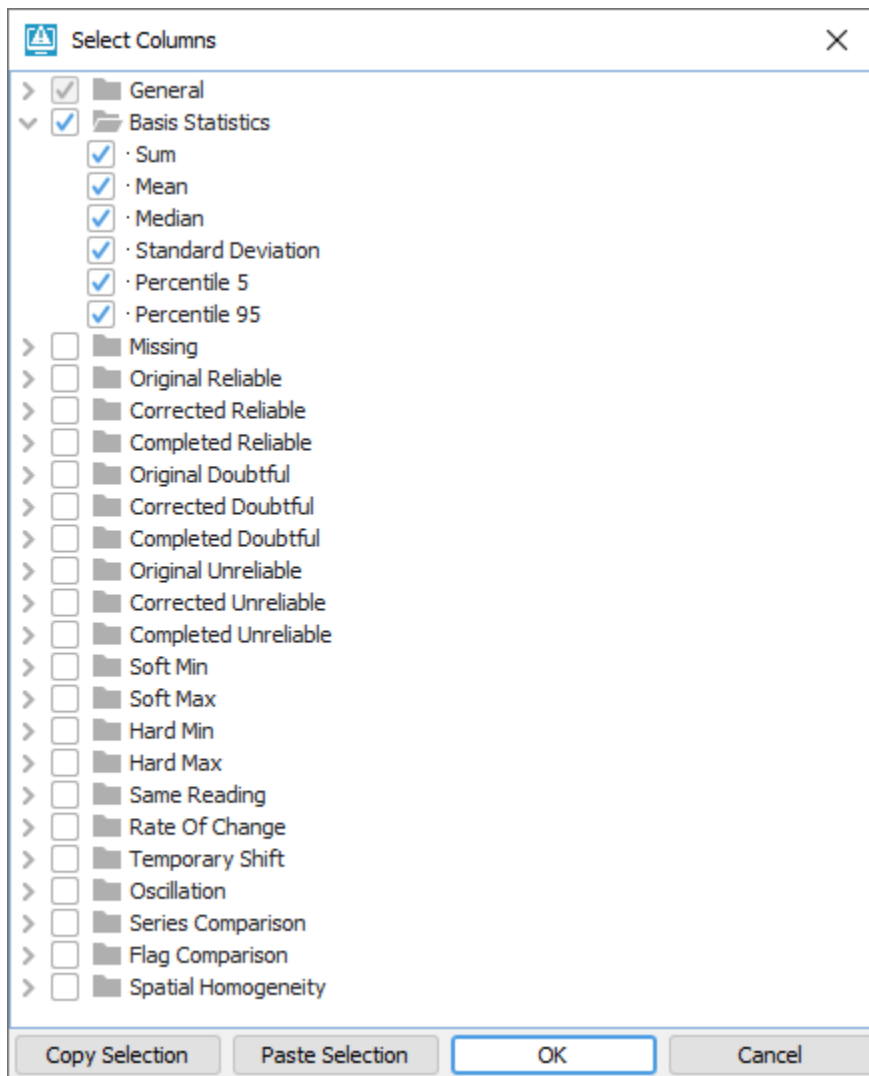 Select Columns
General
Basis Statistics
· Sum
· Mean
· Median
· Standard Deviation
· Percentile 5
· Percentile 95
Missing
Original Reliable
Corrected Reliable
Completed Reliable
Original Doubtful
Corrected Doubtful
Completed Doubtful
Original Unreliable
Corrected Unreliable
Completed Unreliable
Soft Min
Soft Max
Hard Min
Hard Max
Same Reading
Rate Of Change
Temporary Shift
Oscillation
Series Comparison
Flag Comparison
Spatial Homogeneity
Copy Selection Paste Selection OK Cancel